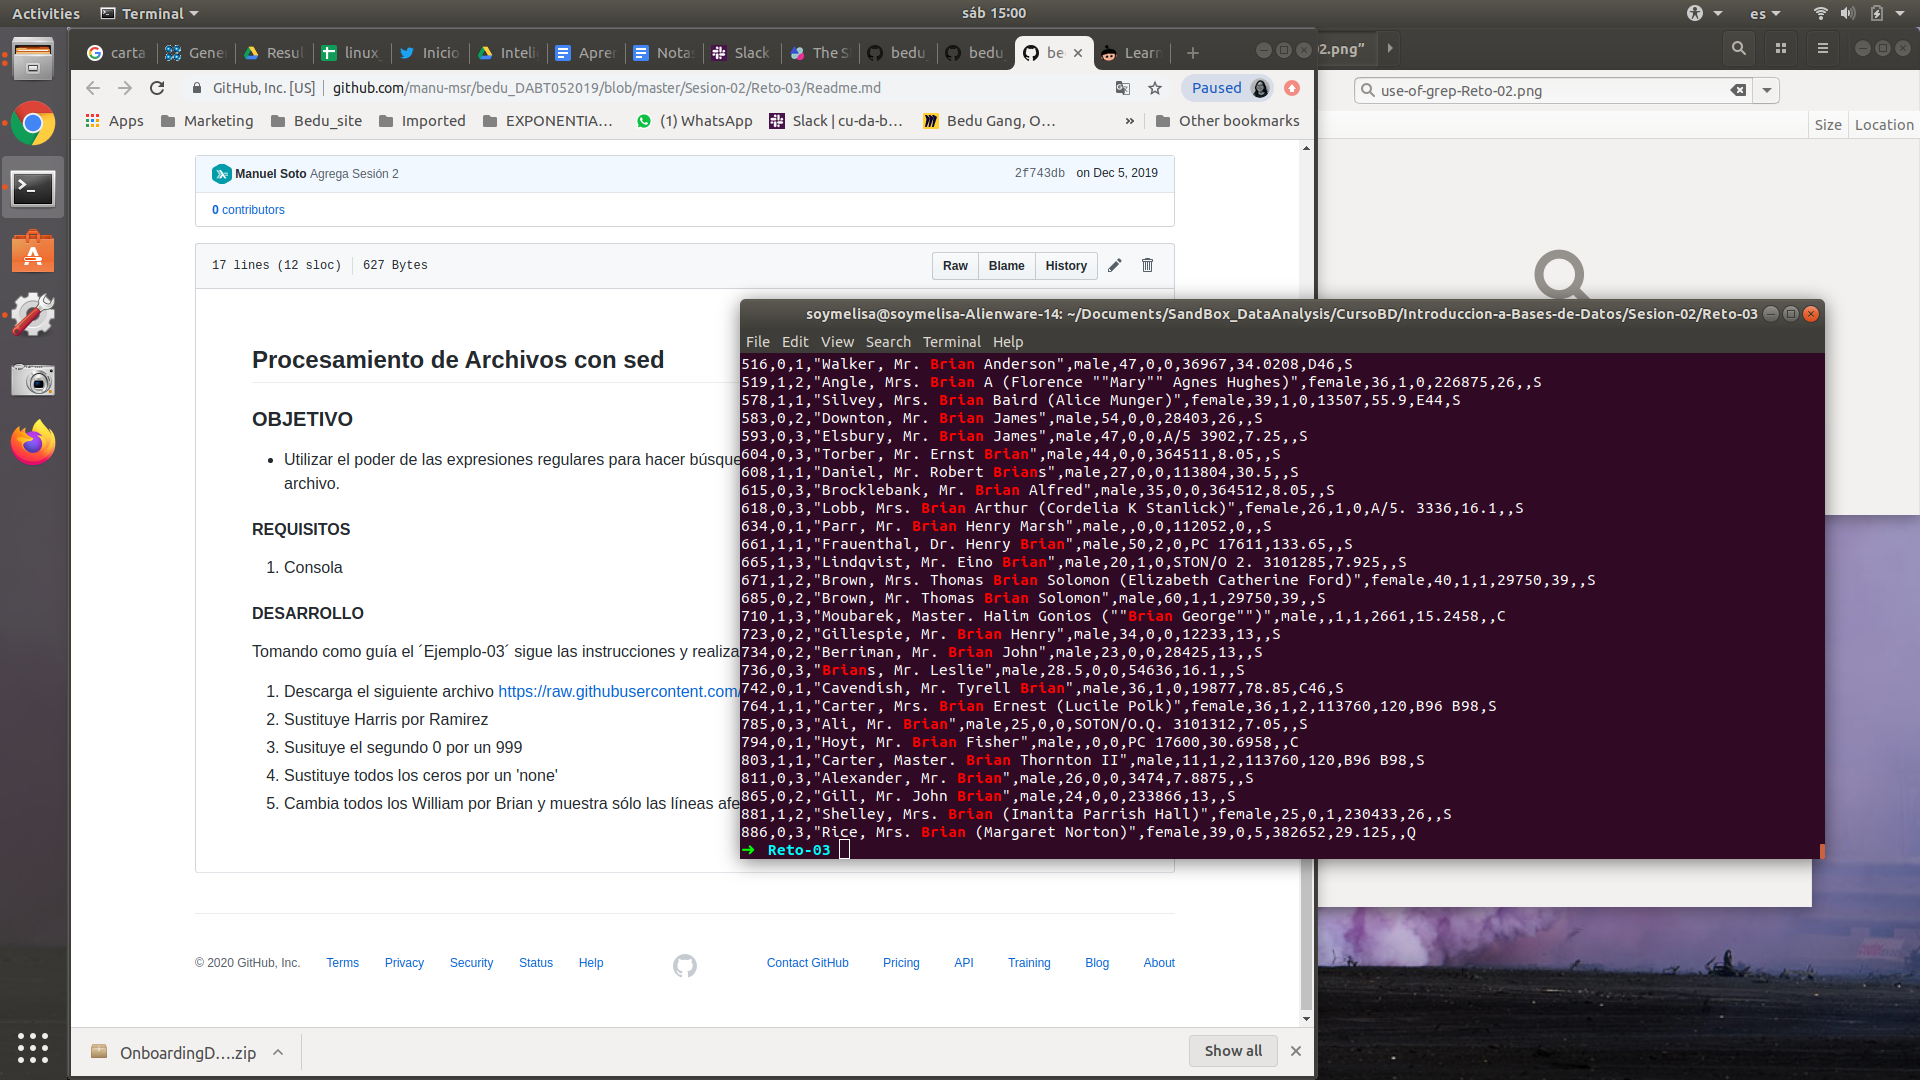 Activities
Terminal
sáb 15:00
es
carta
Gene
Resul
linux_
Inicio
Inteli
Apren
Notas
Slack
The S
bedu
bedu
be
Learn
02.png”
GitHub, Inc. [US]
github.com/manu-msr/bedu_DABT052019/blob/master/Sesion-02/Reto-03/Readme.md
Paused
use-of-grep-Reto-02.png
Apps
Marketing
Bedu_site
Imported
EXPONENTIA…
(1) WhatsApp
Slack | cu-da-b…
Bedu Gang, O…
»
Other bookmarks
Size
Location
Manuel Soto Agrega Sesión 2
2f743db on Dec 5, 2019
0 contributors
17 lines (12 sloc)
627 Bytes
Raw
Blame
History
Procesamiento de Archivos con sed
OBJETIVO
Utilizar el poder de las expresiones regulares para hacer búsque
archivo.
REQUISITOS
1. Consola
DESARROLLO
Tomando como guía el ´Ejemplo-03´ sigue las instrucciones y realiza
1. Descarga el siguiente archivo https://raw.githubusercontent.com/
2. Sustituye Harris por Ramirez
3. Susituye el segundo 0 por un 999
4. Sustituye todos los ceros por un 'none'
5. Cambia todos los William por Brian y muestra sólo las líneas afe
soymelisa@soymelisa-Alienware-14: ~/Documents/SandBox_DataAnalysis/CursoBD/Introduccion-a-Bases-de-Datos/Sesion-02/Reto-03
File Edit View Search Terminal Help
516,0,1,"Walker, Mr. Brian Anderson",male,47,0,0,36967,34.0208,D46,S
519,1,2,"Angle, Mrs. Brian A (Florence ""Mary"" Agnes Hughes)",female,36,1,0,226875,26,,S
578,1,1,"Silvey, Mrs. Brian Baird (Alice Munger)",female,39,1,0,13507,55.9,E44,S
583,0,2,"Downton, Mr. Brian James",male,54,0,0,28403,26,,S
593,0,3,"Elsbury, Mr. Brian James",male,47,0,0,A/5 3902,7.25,,S
604,0,3,"Torber, Mr. Ernst Brian",male,44,0,0,364511,8.05,,S
608,1,1,"Daniel, Mr. Robert Brians",male,27,0,0,113804,30.5,,S
615,0,3,"Brocklebank, Mr. Brian Alfred",male,35,0,0,364512,8.05,,S
618,0,3,"Lobb, Mrs. Brian Arthur (Cordelia K Stanlick)",female,26,1,0,A/5. 3336,16.1,,S
634,0,1,"Parr, Mr. Brian Henry Marsh",male,,0,0,112052,0,,S
661,1,1,"Frauenthal, Dr. Henry Brian",male,50,2,0,PC 17611,133.65,,S
665,1,3,"Lindqvist, Mr. Eino Brian",male,20,1,0,STON/O 2. 3101285,7.925,,S
671,1,2,"Brown, Mrs. Thomas Brian Solomon (Elizabeth Catherine Ford)",female,40,1,1,29750,39,,S
685,0,2,"Brown, Mr. Thomas Brian Solomon",male,60,1,1,29750,39,,S
710,1,3,"Moubarek, Master. Halim Gonios (""Brian George"")",male,,1,1,2661,15.2458,,C
723,0,2,"Gillespie, Mr. Brian Henry",male,34,0,0,12233,13,,S
734,0,2,"Berriman, Mr. Brian John",male,23,0,0,28425,13,,S
736,0,3,"Brians, Mr. Leslie",male,28.5,0,0,54636,16.1,,S
742,0,1,"Cavendish, Mr. Tyrell Brian",male,36,1,0,19877,78.85,C46,S
764,1,1,"Carter, Mrs. Brian Ernest (Lucile Polk)",female,36,1,2,113760,120,B96 B98,S
785,0,3,"Ali, Mr. Brian",male,25,0,0,SOTON/O.Q. 3101312,7.05,,S
794,0,1,"Hoyt, Mr. Brian Fisher",male,,0,0,PC 17600,30.6958,,C
803,1,1,"Carter, Master. Brian Thornton II",male,11,1,2,113760,120,B96 B98,S
811,0,3,"Alexander, Mr. Brian",male,26,0,0,3474,7.8875,,S
865,0,2,"Gill, Mr. John Brian",male,24,0,0,233866,13,,S
881,1,2,"Shelley, Mrs. Brian (Imanita Parrish Hall)",female,25,0,1,230433,26,,S
886,0,3,"Rice, Mrs. Brian (Margaret Norton)",female,39,0,5,382652,29.125,,Q
➜ Reto-03
© 2020 GitHub, Inc.
Terms
Privacy
Security
Status
Help
Contact GitHub
Pricing
API
Training
Blog
About
OnboardingD….zip
Show all